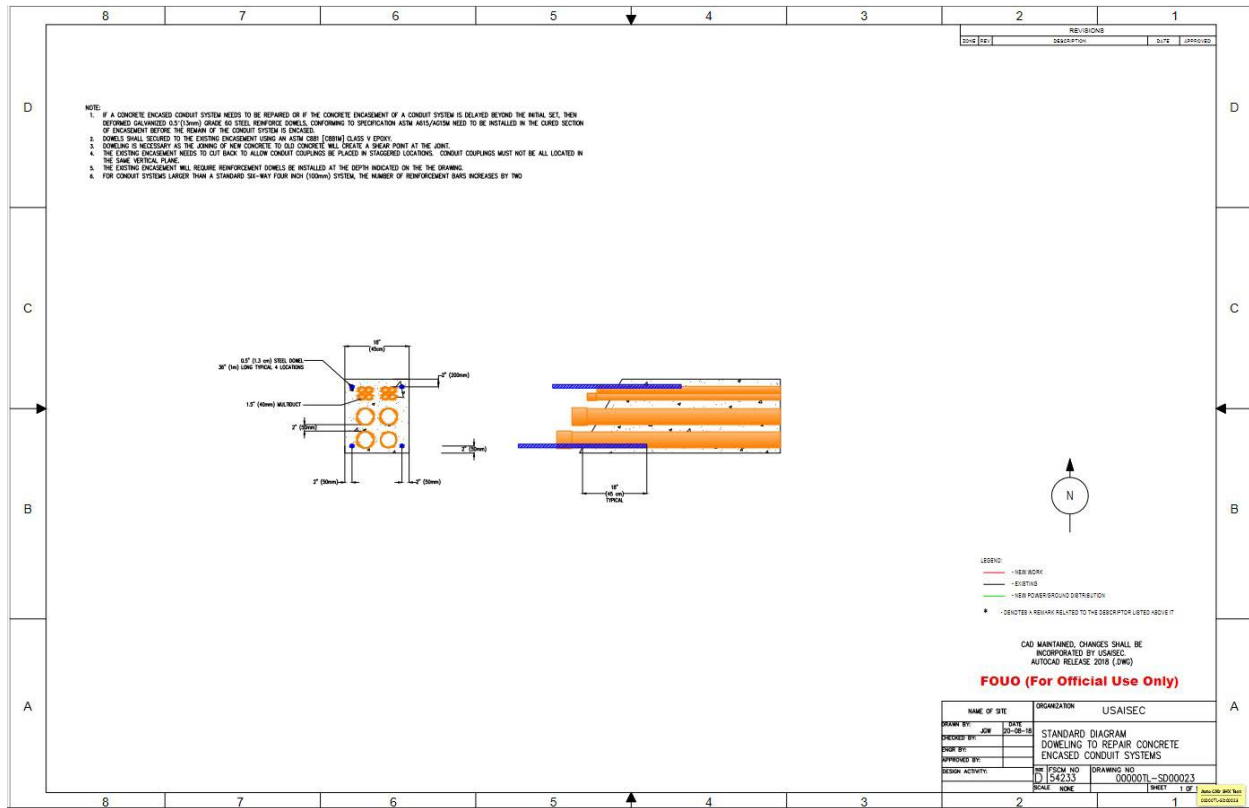 8 7 6 5 4 3 2 1
REVISIONS
ZONE REV DESCRIPTION DATE APPROVED
D
D
NOTE:
1. IF A CONCRETE ENCASED CONDUIT SYSTEM NEEDS TO BE REPAIRED OR IF THE CONCRETE ENCASEMENT OF A CONDUIT SYSTEM IS DELAYED BEYOND THE INITIAL SET, THEN
DEFORMED GALVANIZED 0.5"(13mm) GRADE 60 STEEL REINFORCE DOWELS, CONFORMING TO SPECIFICATION ASTM A615/AG15M NEED TO BE INSTALLED IN THE CURED SECTION
OF ENCASEMENT BEFORE THE REMAIN OF THE CONDUIT SYSTEM IS ENCASED.
2. DOWELS SHALL SECURED TO THE EXISTING ENCASEMENT USING AN ASTM C881 [C881M] CLASS V EPOXY.
3. DOWELING IS NECESSARY AS THE JOINING OF NEW CONCRETE TO OLD CONCRETE WILL CREATE A SHEAR POINT AT THE JOINT.
4. THE EXISTING ENCASEMENT NEEDS TO CUT BACK TO ALLOW CONDUIT COUPLINGS BE PLACED IN STAGGERED LOCATIONS. CONDUIT COUPLINGS MUST NOT BE ALL LOCATED IN
THE SAME VERTICAL PLANE.
5. THE EXISTING ENCASEMENT WILL REQUIRE REINFORCEMENT DOWELS BE INSTALLED AT THE DEPTH INDICATED ON THE THE DRAWING.
6. FOR CONDUIT SYSTEMS LARGER THAN A STANDARD SIX-WAY FOUR INCH (100mm) SYSTEM, THE NUMBER OF REINFORCEMENT BARS INCREASES BY TWO
C
C
18"
(45cm)
0.5" (1.3 cm) STEEL DOWEL
36" (1m) LONG TYPICAL 4 LOCATIONS
2" (200mm)
1.5" (40mm) MULTIDUCT
2" (50mm)
2" (50mm)
2" (50mm)
2" (50mm)
18"
(45 cm)
TYPICAL
N
B
B
LEGEND:
- NEW WORK
- EXISTING
- NEW POWER/GROUND DISTRIBUTION
* - DENOTES A REMARK RELATED TO THE DESCRIPTOR LISTED ABOVE IT
CAD MAINTAINED, CHANGES SHALL BE
INCORPORATED BY USAISEC.
AUTOCAD RELEASE 2018 (.DWG)
FOUO (For Official Use Only)
A
A
NAME OF SITE
ORGANIZATION USAISEC
DRAWN BY: JGW DATE 20-08-18
CHECKED BY:
ENGR BY:
APPROVED BY:
DESIGN ACTIVITY:
STANDARD DIAGRAM
DOWELING TO REPAIR CONCRETE
ENCASED CONDUIT SYSTEMS
SIZE D FSCM NO 54233 DRAWING NO 00000TL-SD00023
SCALE NONE SHEET 1 OF
8 7 6 5 4 3 2 1